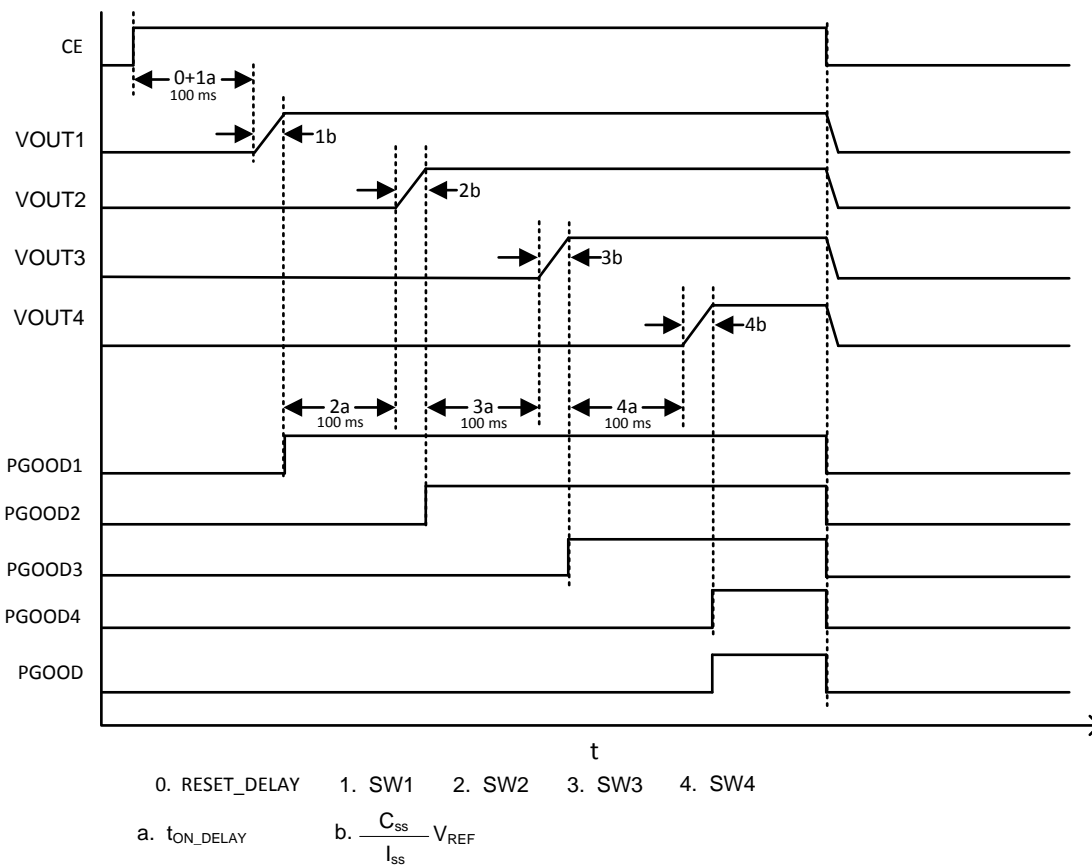 CE
0+1a
100 ms
VOUT1
1b
VOUT2
2b
VOUT3
3b
VOUT4
4b
2a
100 ms
3a
100 ms
4a
100 ms
PGOOD1
PGOOD2
PGOOD3
PGOOD4
PGOOD
t
0. RESET_DELAY 1. SW1 2. SW2 3. SW3 4. SW4
a. tON_DELAY b. Css / Iss VREF